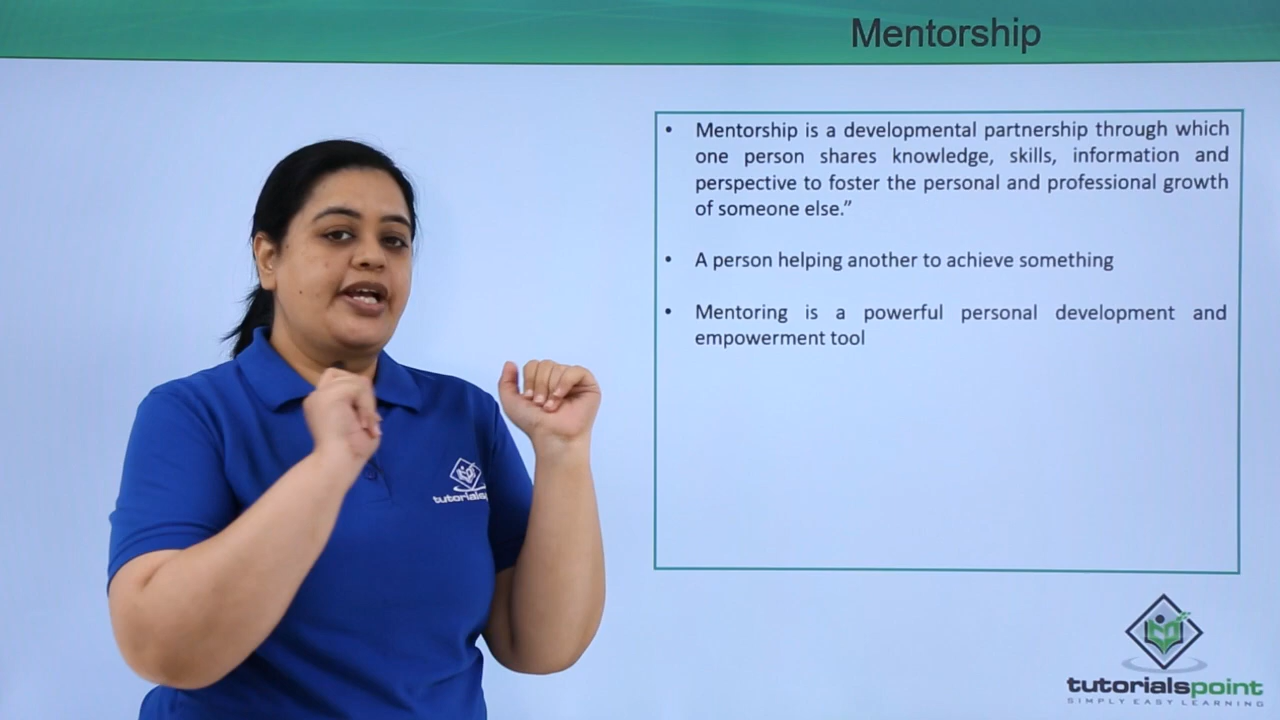 Mentorship
• Mentorship is a developmental partnership through which
one person shares knowledge, skills, information and
perspective to foster the personal and professional growth
of someone else.”
• A person helping another to achieve something
• Mentoring is a powerful personal development and
empowerment tool
tutorials
tutorialspoint
SIMPLY EASY LEARNING